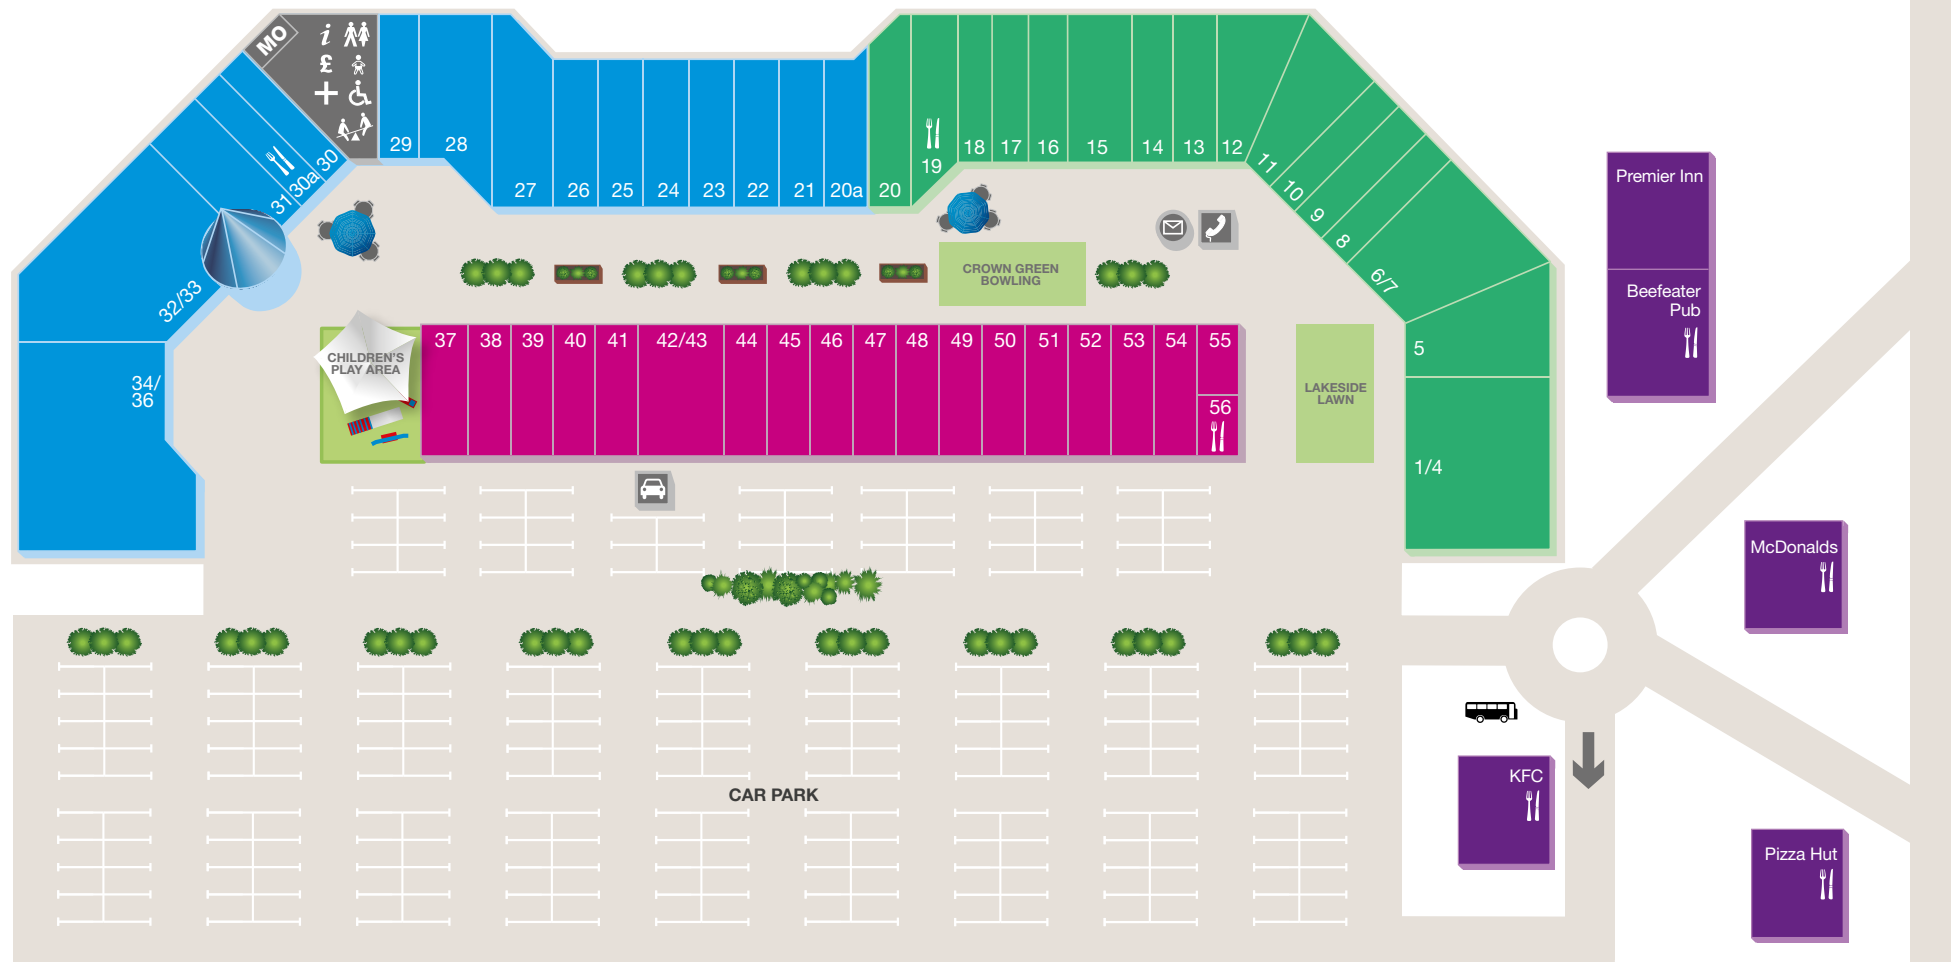 MO
i
£
29
28
27
26
25
24
23
22
21
20a
20
19
18
17
16
15
14
13
12
11
10
9
8
6/7
5
1/4
30
30a
31
32/33
34/
36
CROWN GREEN
BOWLING
CHILDREN'S
PLAY AREA
37
38
39
40
41
42/43
44
45
46
47
48
49
50
51
52
53
54
55
56
LAKESIDE
LAWN
Premier Inn
Beefeater
Pub
McDonalds
KFC
Pizza Hut
CAR PARK